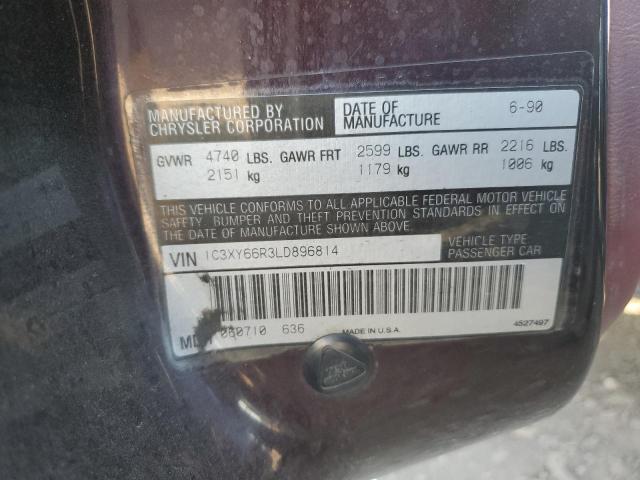 MANUFACTURED BY
CHRYSLER CORPORATION
DATE OF
MANUFACTURE
6-90
GVWR 4740 LBS. GAWR FRT 2599 LBS. GAWR RR 2216 LBS.
2151 kg 1179 kg 1006 kg
THIS VEHICLE CONFORMS TO ALL APPLICABLE FEDERAL MOTOR VEHICLE
SAFETY, BUMPER, AND THEFT PREVENTION STANDARDS IN EFFECT ON THE
DATE OF MANUFACTURE SHOWN ABOVE.
VIN 1C3XY66R3LD896814
VEHICLE TYPE
PASSENGER CAR
060710 636 MADE IN U.S.A. 4527497